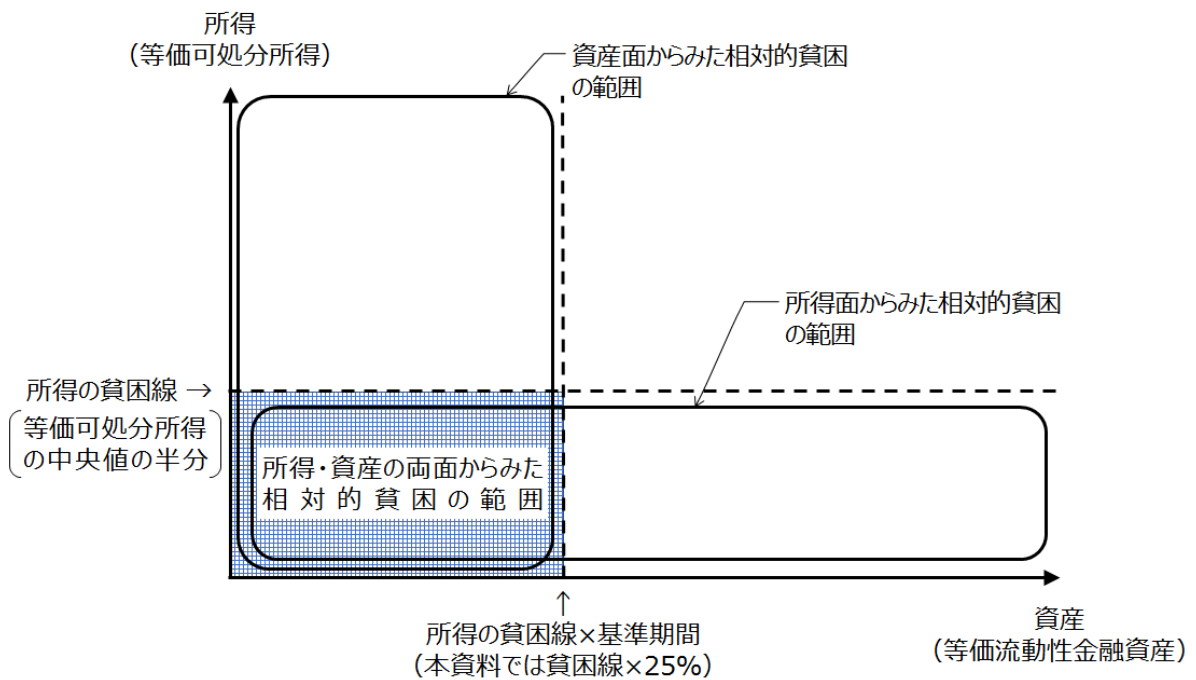 所得
（等価可処分所得）
資産面からみた相対的貧困
の範囲
所得面からみた相対的貧困
の範囲
所得の貧困線 →
等価可処分所得
の中央値の半分
所得・資産の両面からみた
相対的貧困の範囲
↑
所得の貧困線×基準期間
（本資料では貧困線×25%）
資産
（等価流動性金融資産）